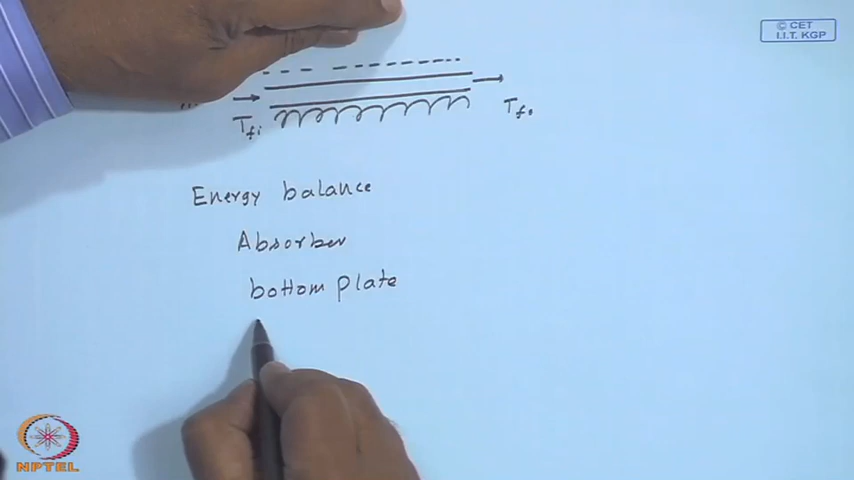 © CET
I.I.T. KGP
Tfi
Tfo
Energy balance
Absorber
bottom plate
NPTEL